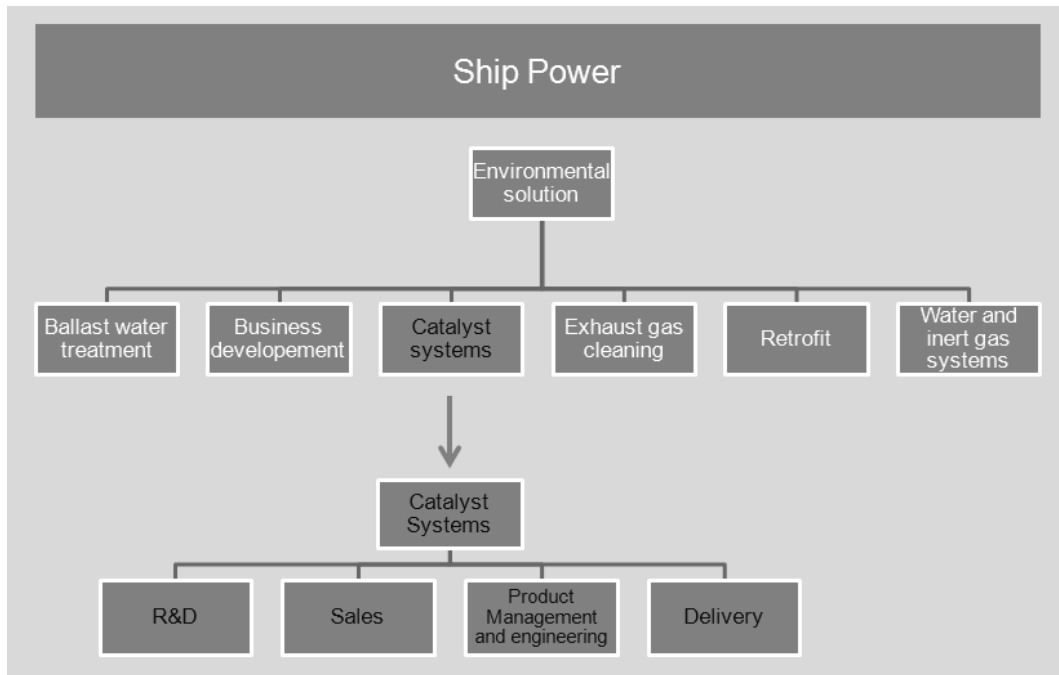 Ship Power
Environmental
solution
Ballast water
treatment
Business
developement
Catalyst
systems
Exhaust gas
cleaning
Retrofit
Water and
inert gas
systems
Catalyst
Systems
R&D
Sales
Product
Management
and engineering
Delivery